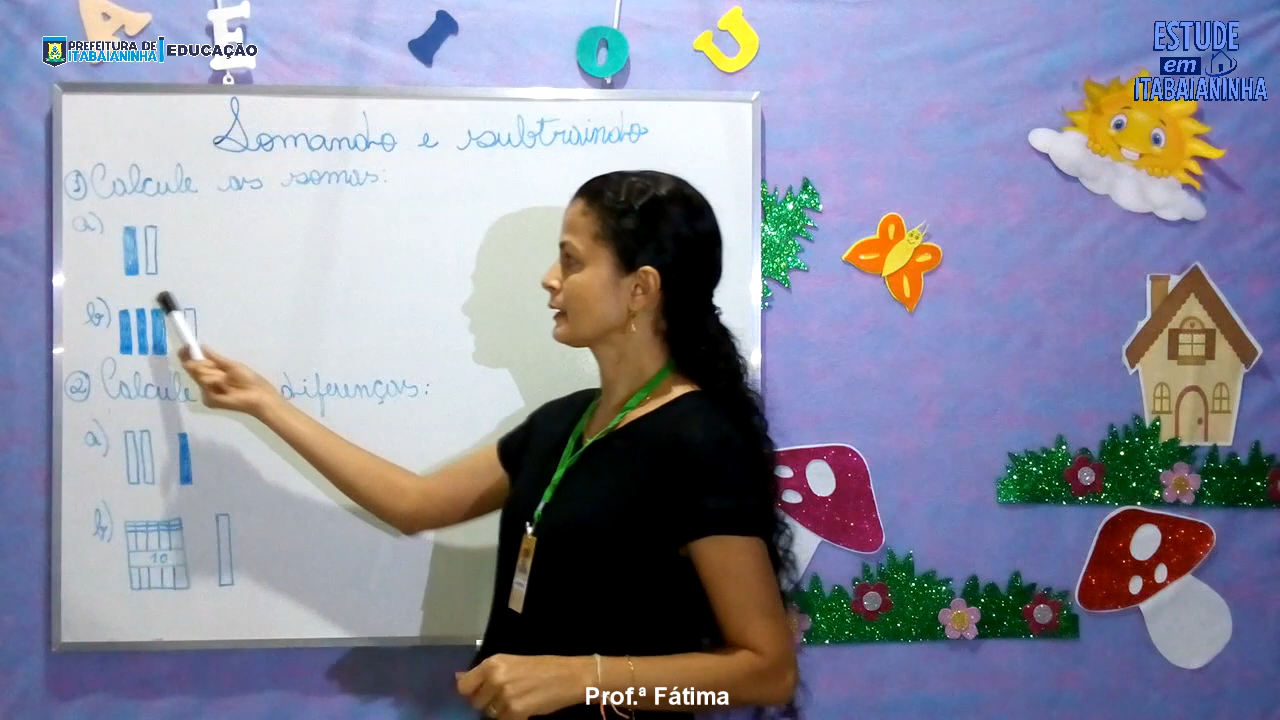 A E I O U
PREFEITURA DE
ITABAIANINHA
EDUCAÇÃO
ESTUDE
em
ITABAIANINHA
Somando e subtraindo
1) Calcule as somas:
a)
b)
2) Calcule diferenças:
a)
b)
10
Prof.ª Fátima